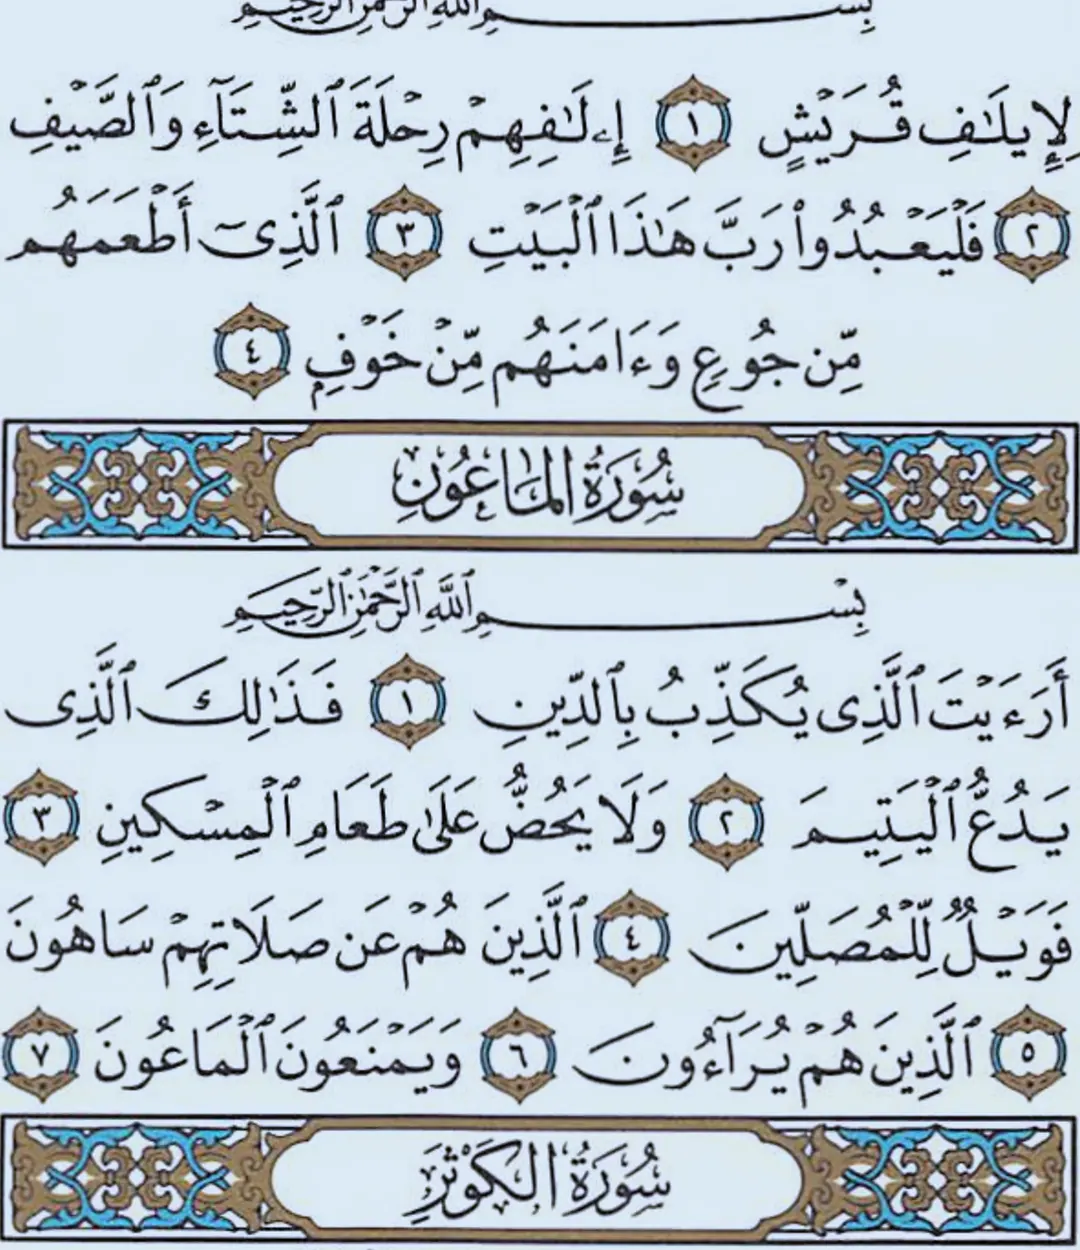 بِسْمِ ٱللَّهِ ٱلرَّحْمَٰنِ ٱلرَّحِيمِ
لِإِيلَٰفِ قُرَيْشٍ ١ إِۦلَٰفِهِمْ رِحْلَةَ ٱلشِّتَآءِ وَٱلصَّيْفِ
٢ فَلْيَعْبُدُوا۟ رَبَّ هَٰذَا ٱلْبَيْتِ ٣ ٱلَّذِىٓ أَطْعَمَهُم
مِّن جُوعٍ وَءَامَنَهُم مِّنْ خَوْفٍۭ ٤
سُورَةُ المَاعُونِ
بِسْمِ ٱللَّهِ ٱلرَّحْمَٰنِ ٱلرَّحِيمِ
أَرَءَيْتَ ٱلَّذِى يُكَذِّبُ بِٱلدِّينِ ١ فَذَٰلِكَ ٱلَّذِى
يَدُعُّ ٱلْيَتِيمَ ٢ وَلَا يَحُضُّ عَلَىٰ طَعَامِ ٱلْمِسْكِينِ ٣
فَوَيْلٌ لِّلْمُصَلِّينَ ٤ ٱلَّذِينَ هُمْ عَن صَلَاتِهِمْ سَاهُونَ
٥ ٱلَّذِينَ هُمْ يُرَآءُونَ ٦ وَيَمْنَعُونَ ٱلْمَاعُونَ ٧
سُورَةُ الكَوْثَرِ